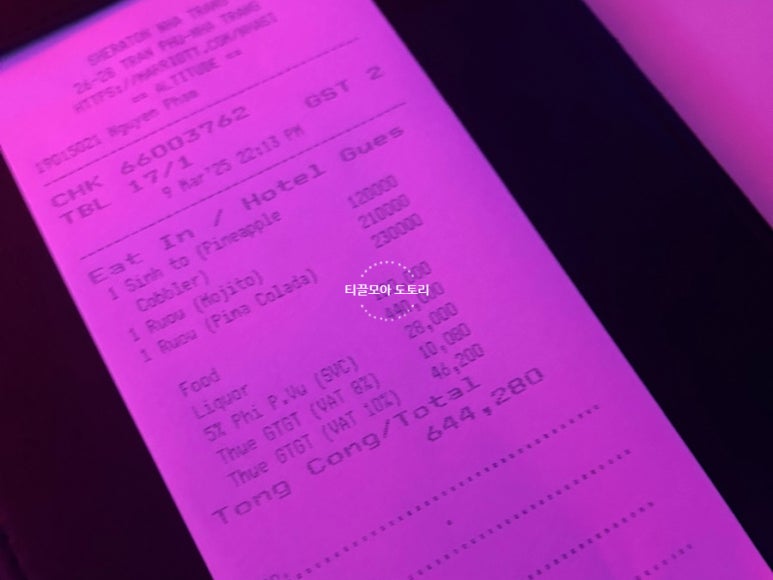 SHERATON NHA TRANG
26-28 TRAN PHU-NHA TRANG
HTTPS://MARRIOTT.COM/NHASI
== ALTITUDE ==
19015021 Nguyen Pham
CHK 66003762 GST 2
TBL 17/1
9 Mar'25 22:13 PM
Eat In / Hotel Gues
1 Sinh to (Pineapple 120000
Cobbler)
1 Ruou (Mojito) 210000
1 Ruou (Pina Colada) 230000
티끌모아 도토리
Food
Liquor 440,000
5% Phi P.Vu (SVC) 28,000
Thue GTGT (VAT 8%) 10,080
Thue GTGT (VAT 10%) 46,200
Tong Cong/Total
644,280